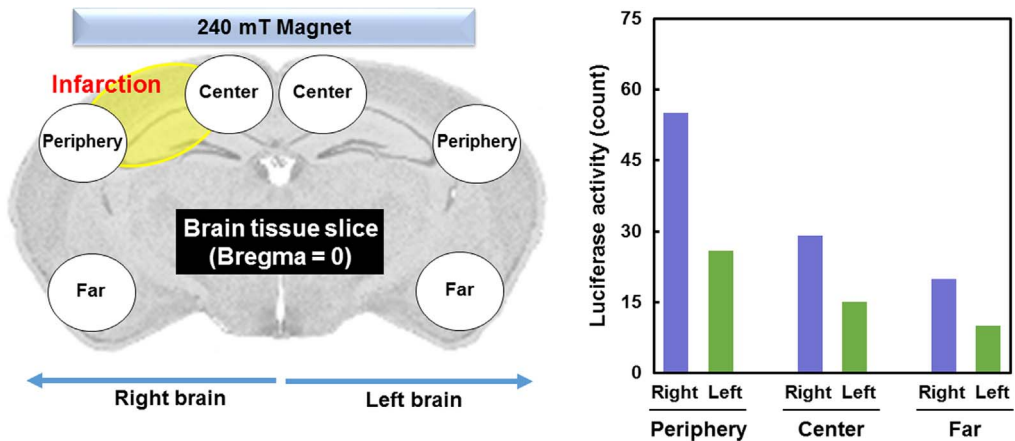 240 mT Magnet
Infarction
Center
Center
Periphery
Periphery
Brain tissue slice
(Bregma = 0)
Far
Far
Right brain
Left brain
Luciferase activity (count)
75
60
45
30
15
0
Right Left
Right Left
Right Left
Periphery
Center
Far